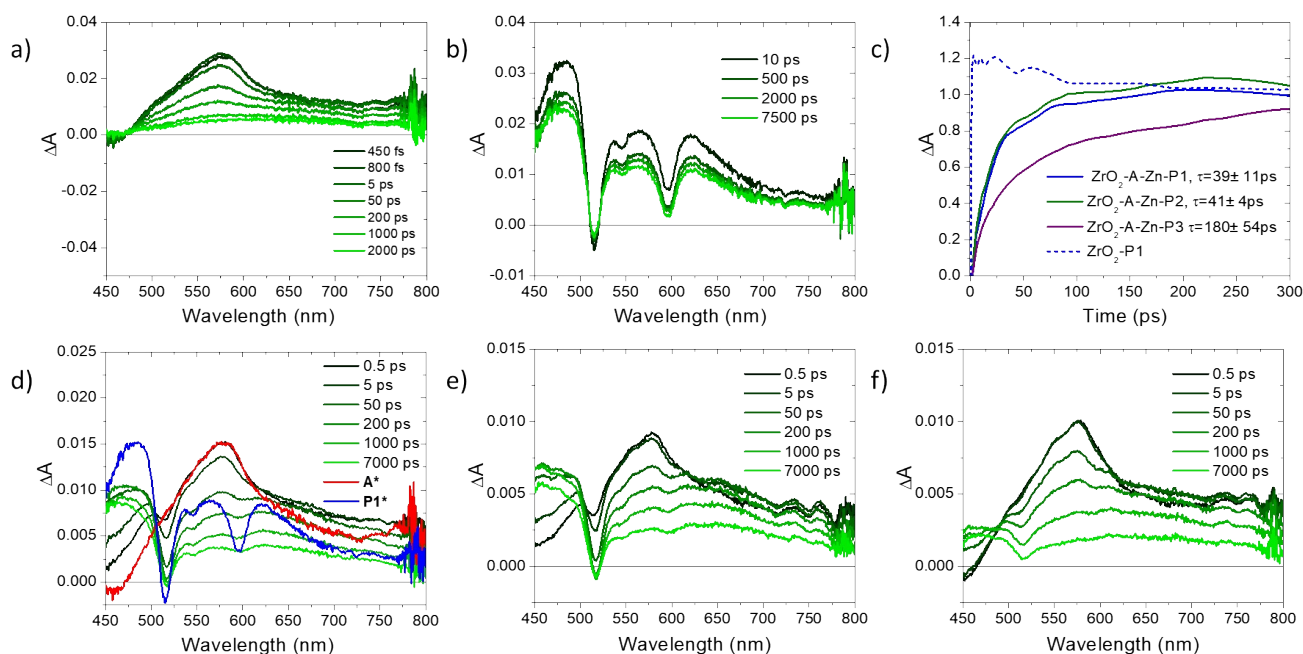 a)
0.04
0.02
0.00
-0.02
-0.04
ΔA
450 500 550 600 650 700 750 800
Wavelength (nm)
450 fs
800 fs
5 ps
50 ps
200 ps
1000 ps
2000 ps
b)
0.04
0.03
0.02
0.01
0.00
-0.01
ΔA
450 500 550 600 650 700 750 800
Wavelength (nm)
10 ps
500 ps
2000 ps
7500 ps
c)
1.4
1.2
1.0
0.8
0.6
0.4
0.2
0.0
ΔA
0 50 100 150 200 250 300
Time (ps)
ZrO₂-A-Zn-P1, τ=39± 11ps
ZrO₂-A-Zn-P2, τ=41± 4ps
ZrO₂-A-Zn-P3 τ=180± 54ps
ZrO₂-P1
d)
0.025
0.020
0.015
0.010
0.005
0.000
ΔA
450 500 550 600 650 700 750 800
Wavelength (nm)
0.5 ps
5 ps
50 ps
200 ps
1000 ps
7000 ps
A*
P1*
e)
0.015
0.010
0.005
0.000
ΔA
450 500 550 600 650 700 750 800
Wavelength (nm)
0.5 ps
5 ps
50 ps
200 ps
1000 ps
7000 ps
f)
0.015
0.010
0.005
0.000
ΔA
450 500 550 600 650 700 750 800
Wavelength (nm)
0.5 ps
5 ps
50 ps
200 ps
1000 ps
7000 ps